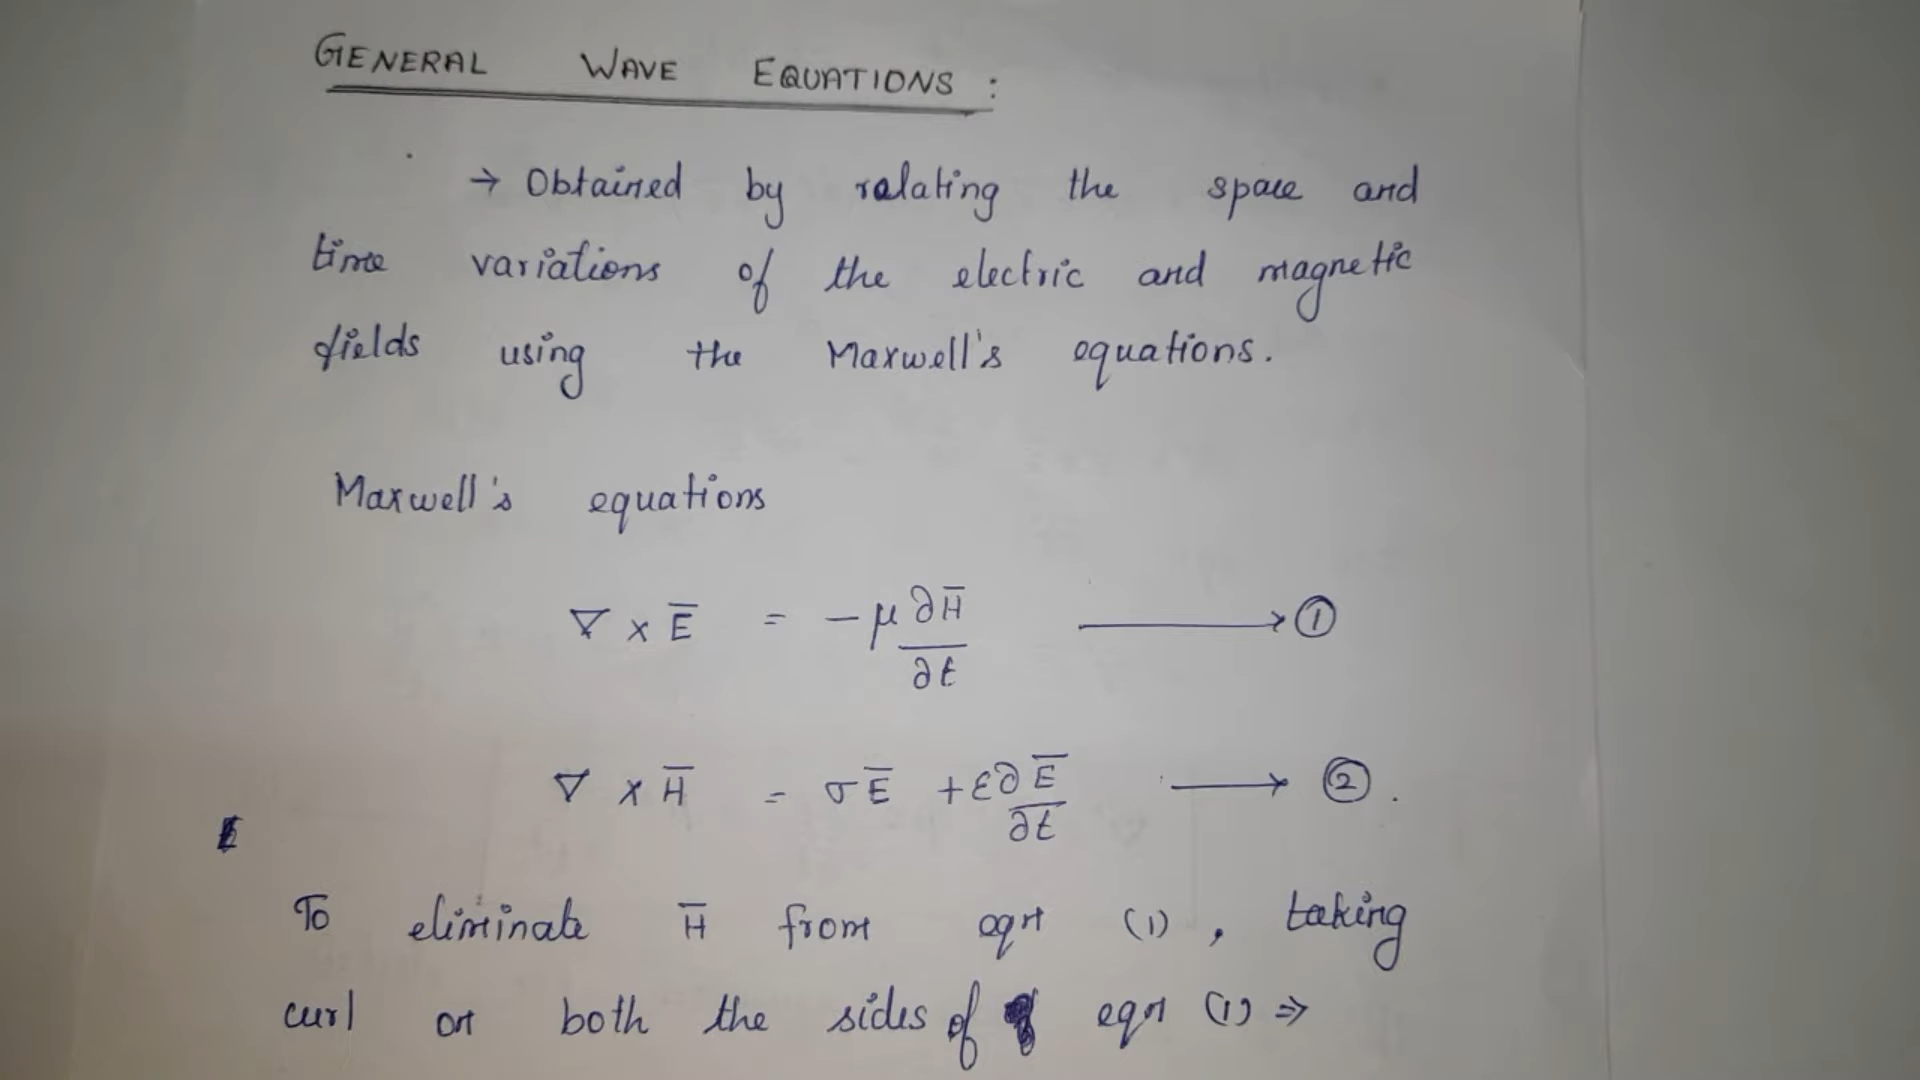 GENERAL WAVE EQUATIONS :
→ Obtained by relating the space and
time variations of the electric and magnetic
fields using the Maxwell's equations.
Maxwell's equations
∇ × E̅ = -μ ∂H̅/∂t ⟶ ①
∇ × H̅ = σE̅ + ε∂E̅/∂t ⟶ ② .
To eliminate H̅ from eqn (1) , taking
curl on both the sides of eqn (1) ⇒